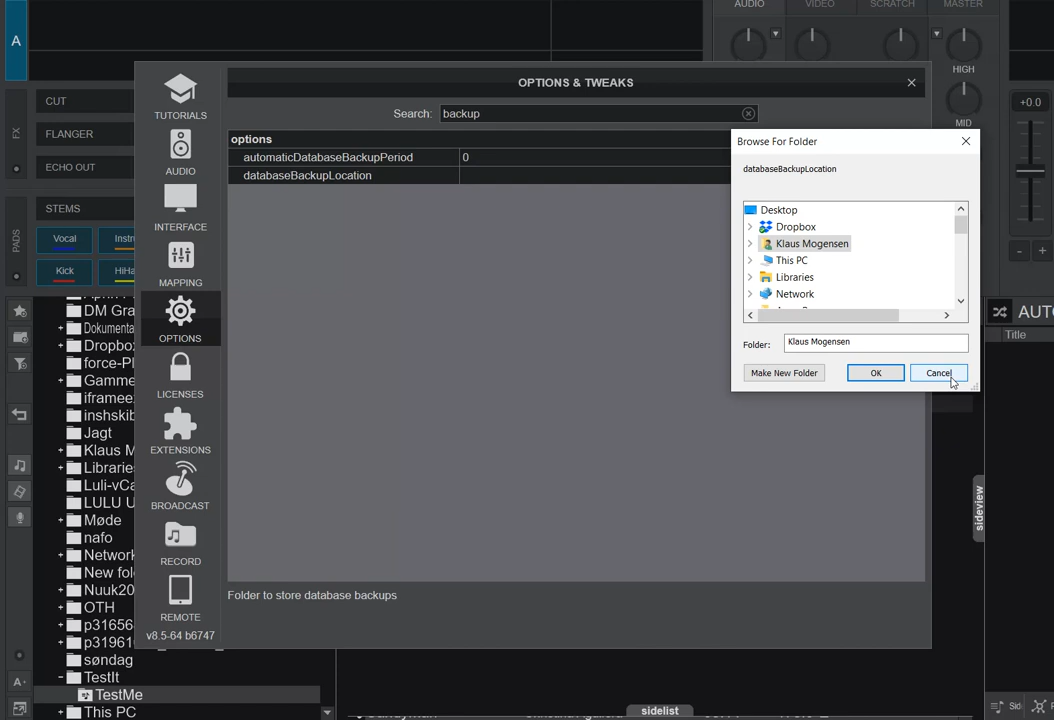 AUDIO VIDEO SCRATCH MASTER
A
HIGH
MID
+0.0
- +
FX
CUT
FLANGER
ECHO OUT
PADS
STEMS
Vocal
Kick
TUTORIALS
AUDIO
INTERFACE
MAPPING
OPTIONS
LICENSES
EXTENSIONS
BROADCAST
RECORD
REMOTE
v8.5-64 b6747
OPTIONS & TWEAKS
Search: backup
options
automaticDatabaseBackupPeriod 0
databaseBackupLocation
Folder to store database backups
Browse For Folder
databaseBackupLocation
Desktop
Dropbox
Klaus Mogensen
This PC
Libraries
Network
Folder: Klaus Mogensen
Make New Folder OK Cancel
DM Gra
Dokumenta
Dropbo
force-Pl
Gamme
iframee
inshskib
Jagt
Klaus M
Libraries
Luli-vCa
LULU U
Møde
nafo
Network
New fol
Nuuk20
OTH
p31656
p31961
søndag
TestIt
TestMe
This PC
sideview
AUTO
Title
sidelist
A+
Sid